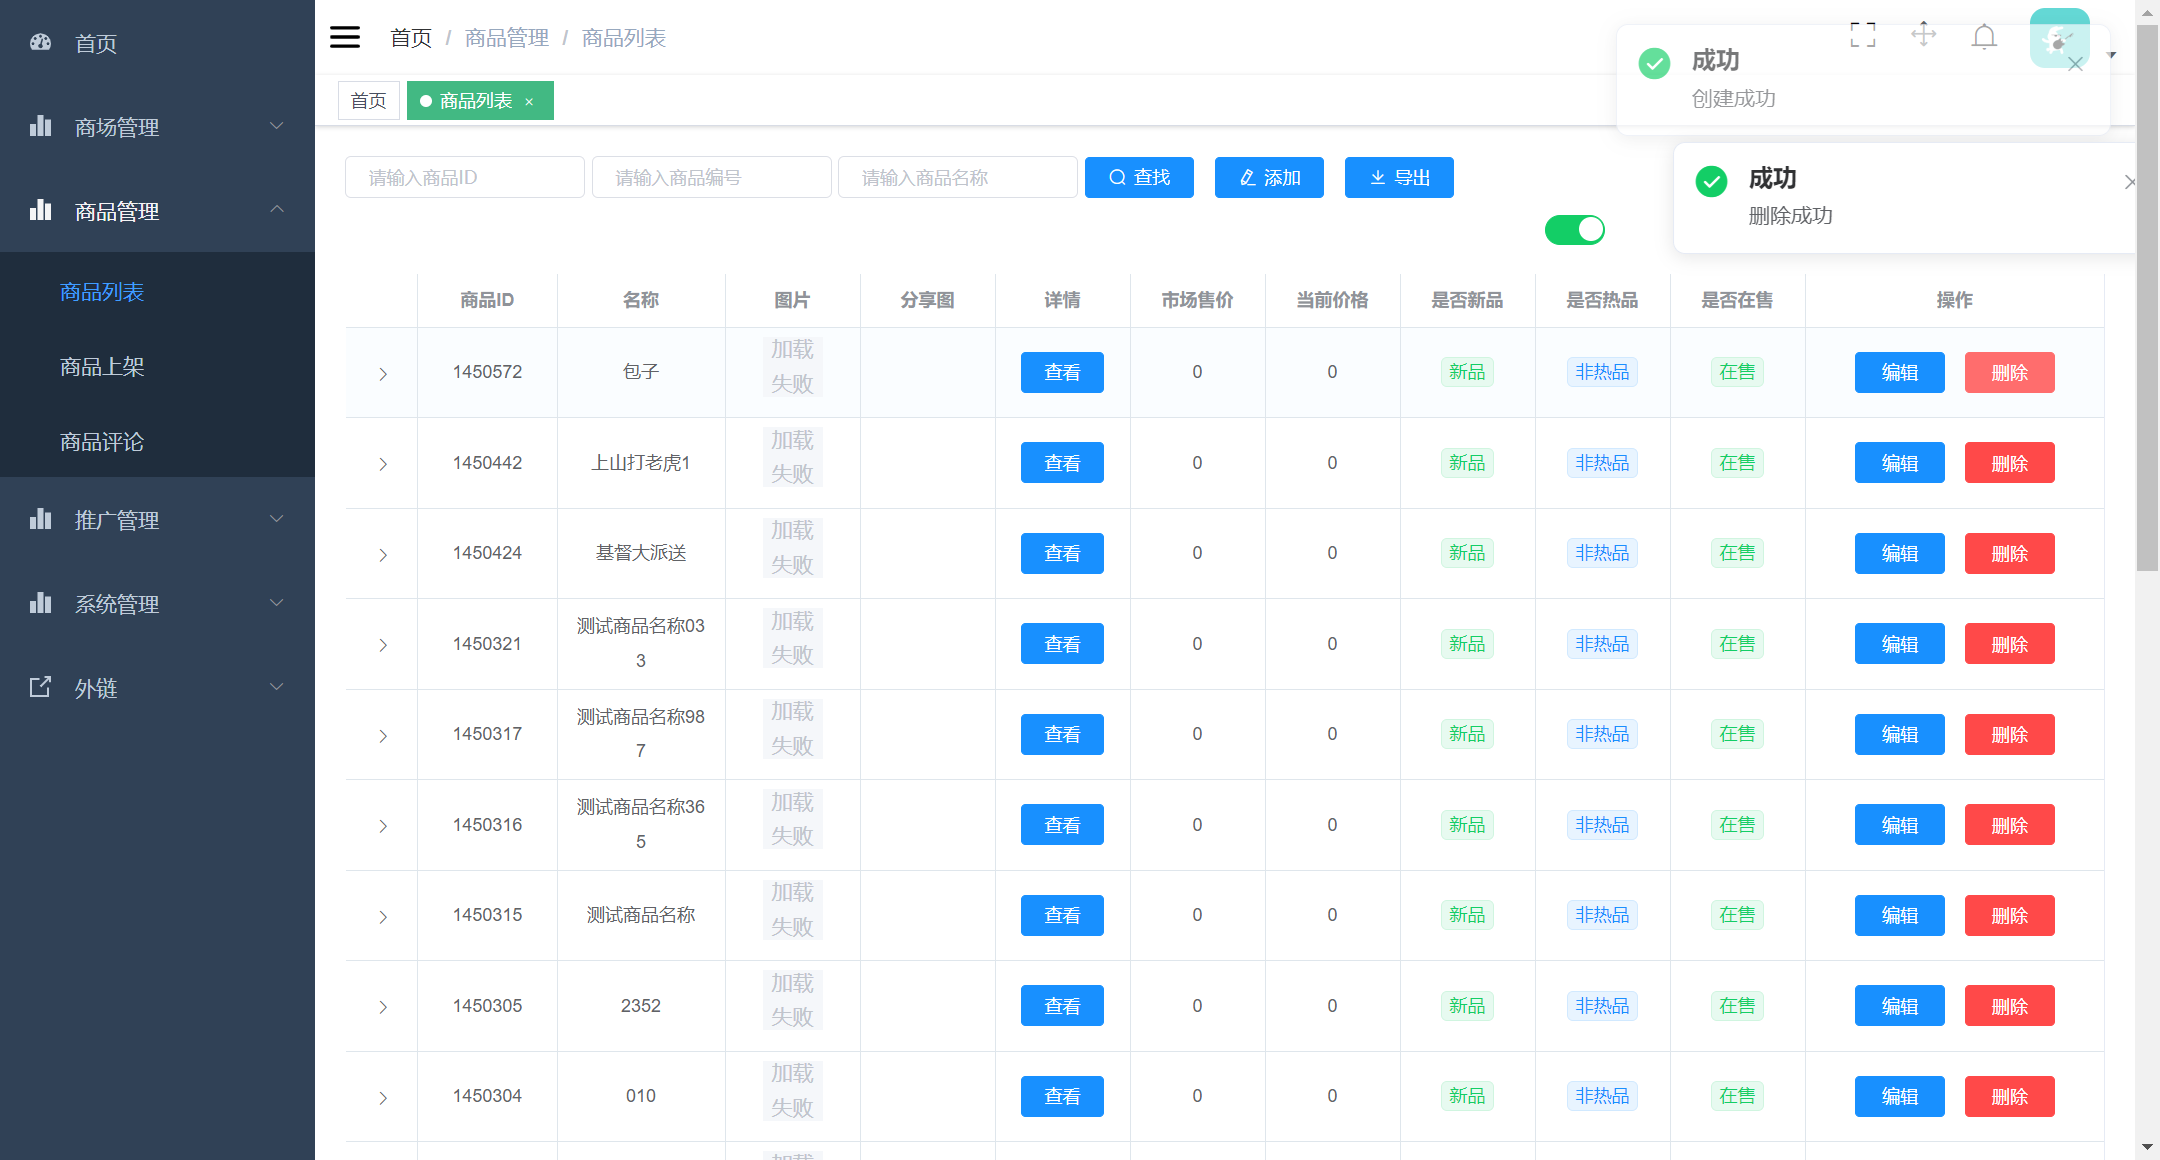 首页
商场管理
商品管理
商品列表
商品上架
商品评论
推广管理
系统管理
外链
首页 / 商品管理 / 商品列表
首页
商品列表 ×
成功
创建成功
成功
删除成功
请输入商品ID 请输入商品编号 请输入商品名称 查找 添加 导出
商品ID 名称 图片 分享图 详情 市场售价 当前价格 是否新品 是否热品 是否在售 操作
1450572 包子 加载失败 查看 0 0 新品 非热品 在售 编辑 删除
1450442 上山打老虎1 加载失败 查看 0 0 新品 非热品 在售 编辑 删除
1450424 基督大派送 加载失败 查看 0 0 新品 非热品 在售 编辑 删除
1450321 测试商品名称033 加载失败 查看 0 0 新品 非热品 在售 编辑 删除
1450317 测试商品名称987 加载失败 查看 0 0 新品 非热品 在售 编辑 删除
1450316 测试商品名称365 加载失败 查看 0 0 新品 非热品 在售 编辑 删除
1450315 测试商品名称 加载失败 查看 0 0 新品 非热品 在售 编辑 删除
1450305 2352 加载失败 查看 0 0 新品 非热品 在售 编辑 删除
1450304 010 加载失败 查看 0 0 新品 非热品 在售 编辑 删除